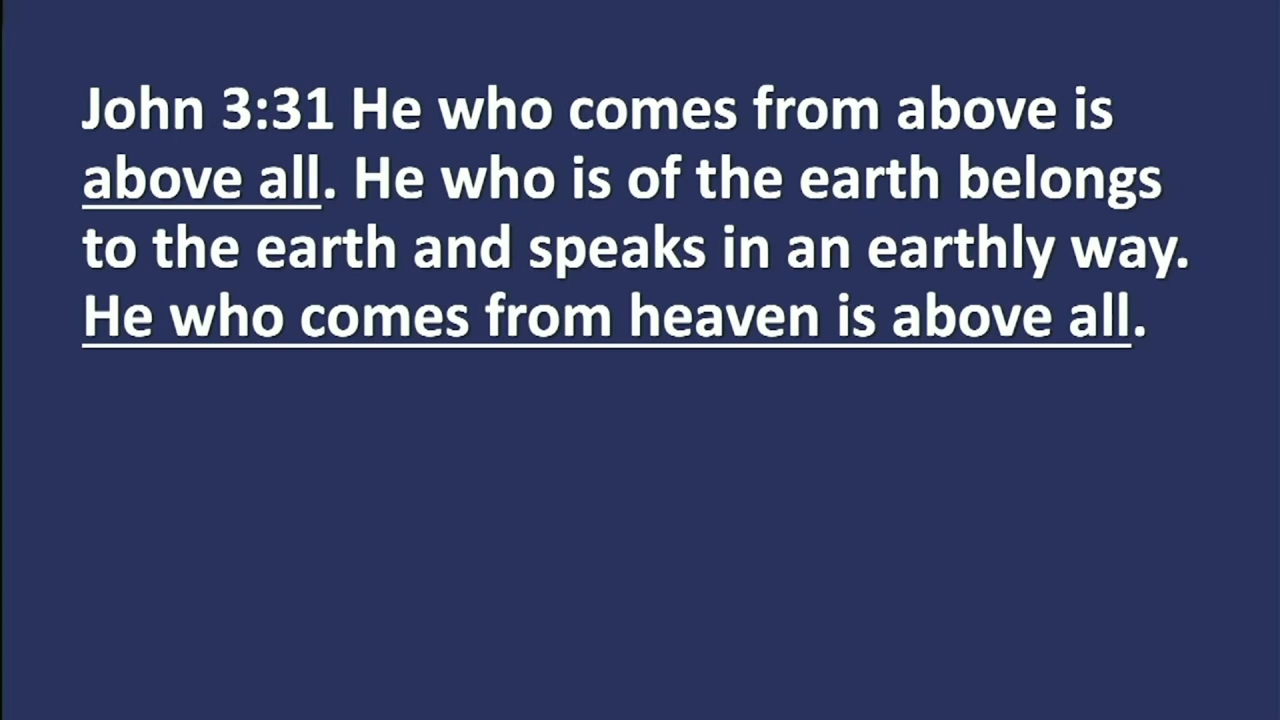 John 3:31 He who comes from above is
above all. He who is of the earth belongs
to the earth and speaks in an earthly way.
He who comes from heaven is above all.